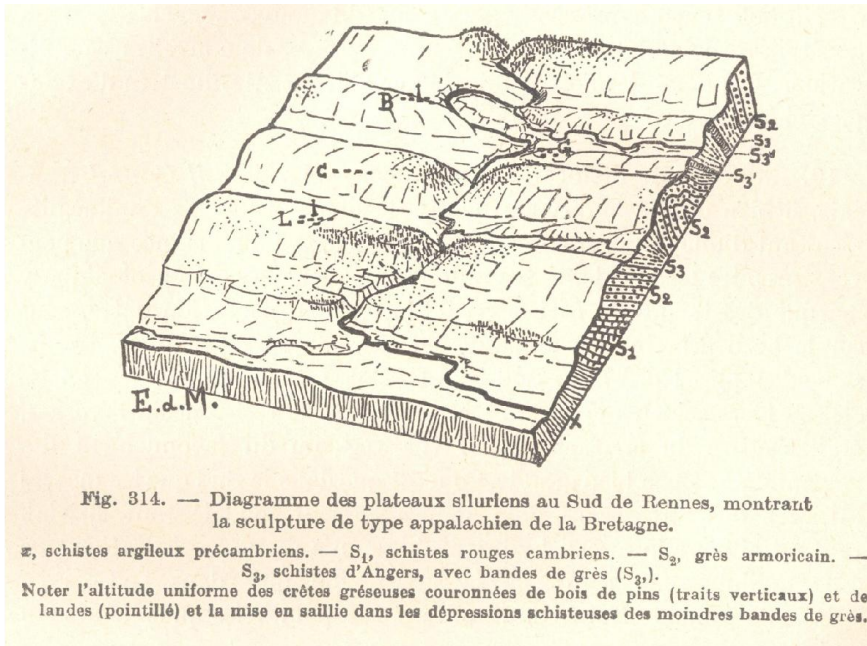 B
C
L
G
S2
S3
S3'
S3'
S2
S3
S2
S1
x
E.d.M.
Fig. 314. — Diagramme des plateaux siluriens au Sud de Rennes, montrant
la sculpture de type appalachien de la Bretagne.
x, schistes argileux précambriens. — S₁, schistes rouges cambriens. — S₂, grès armoricain. —
S₃, schistes d'Angers, avec bandes de grès (S₃,).
Noter l'altitude uniforme des crêtes gréseuses couronnées de bois de pins (traits verticaux) et de
landes (pointillé) et la mise en saillie dans les dépressions schisteuses des moindres bandes de grès.